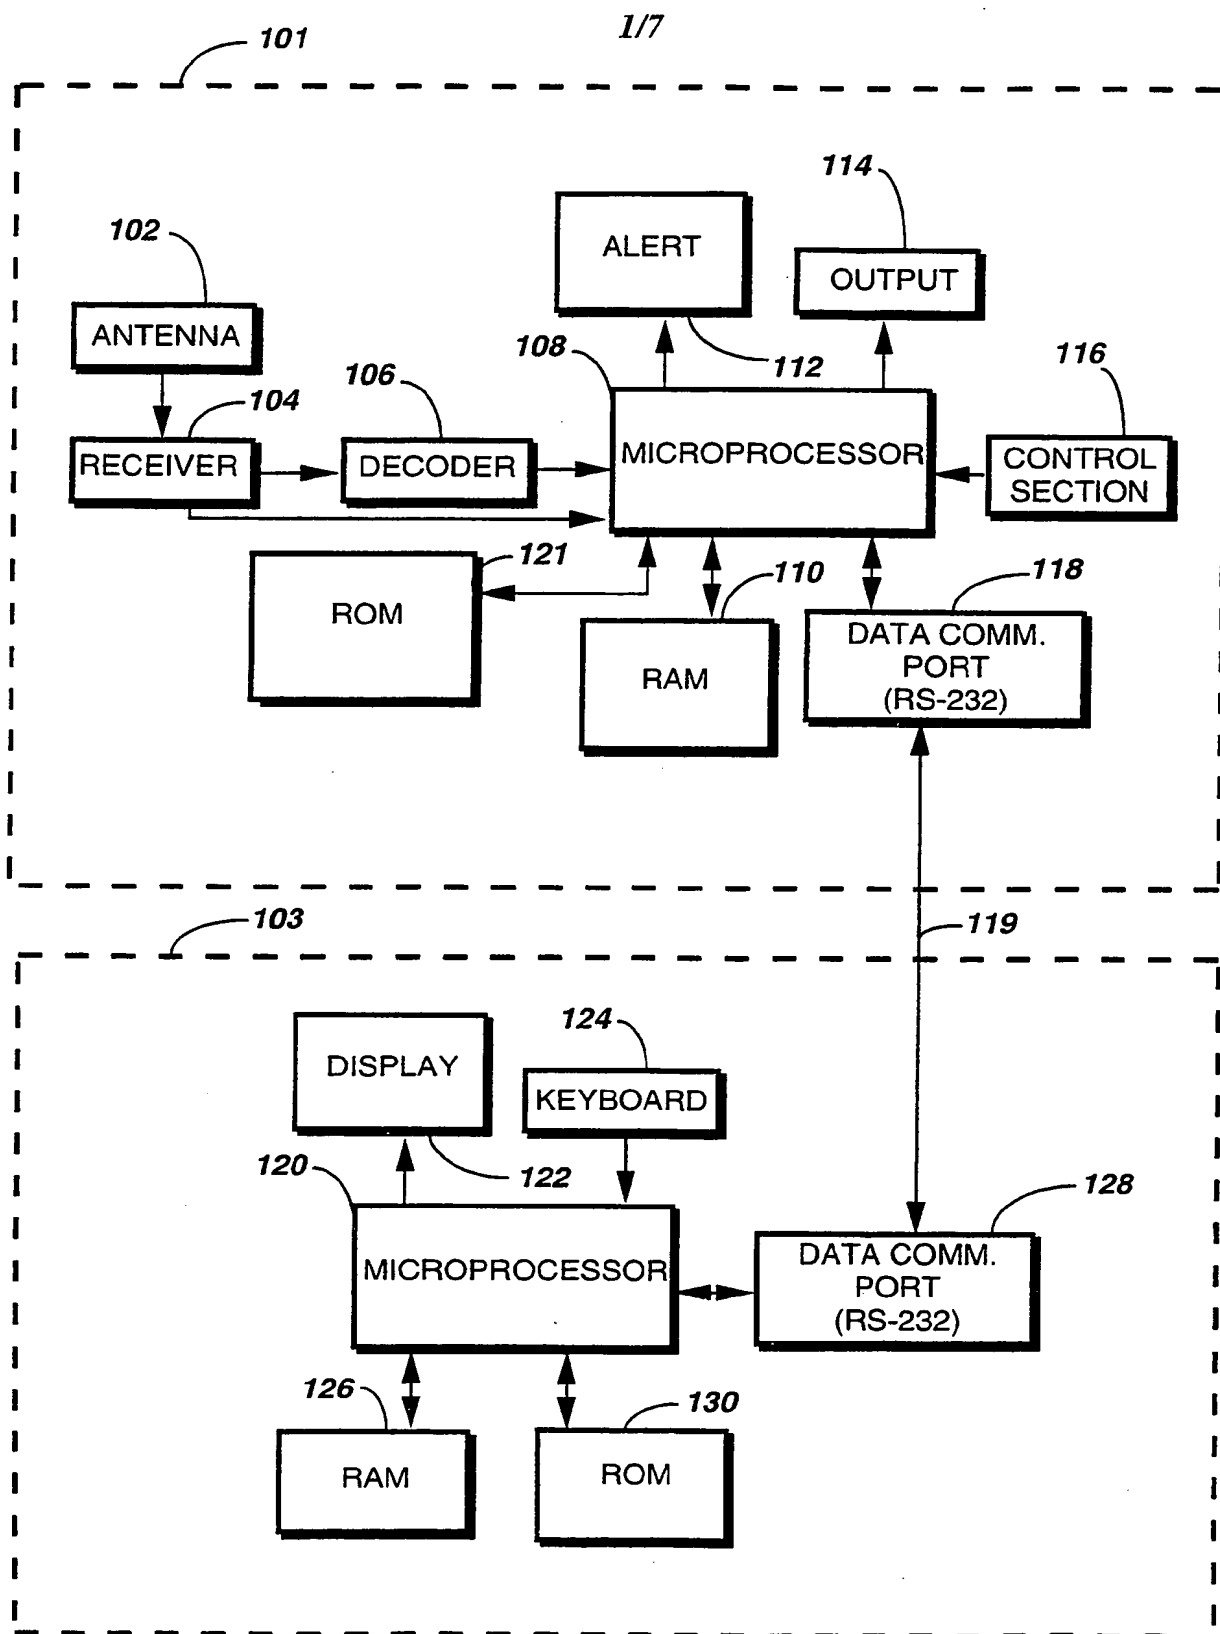 1/7
101
114
102
ALERT
OUTPUT
ANTENNA
108
112
116
106
104
RECEIVER
DECODER
MICROPROCESSOR
CONTROL
SECTION
121
110
118
ROM
RAM
DATA COMM.
PORT
(RS-232)
103
119
124
DISPLAY
KEYBOARD
120
122
128
MICROPROCESSOR
DATA COMM.
PORT
(RS-232)
126
130
RAM
ROM